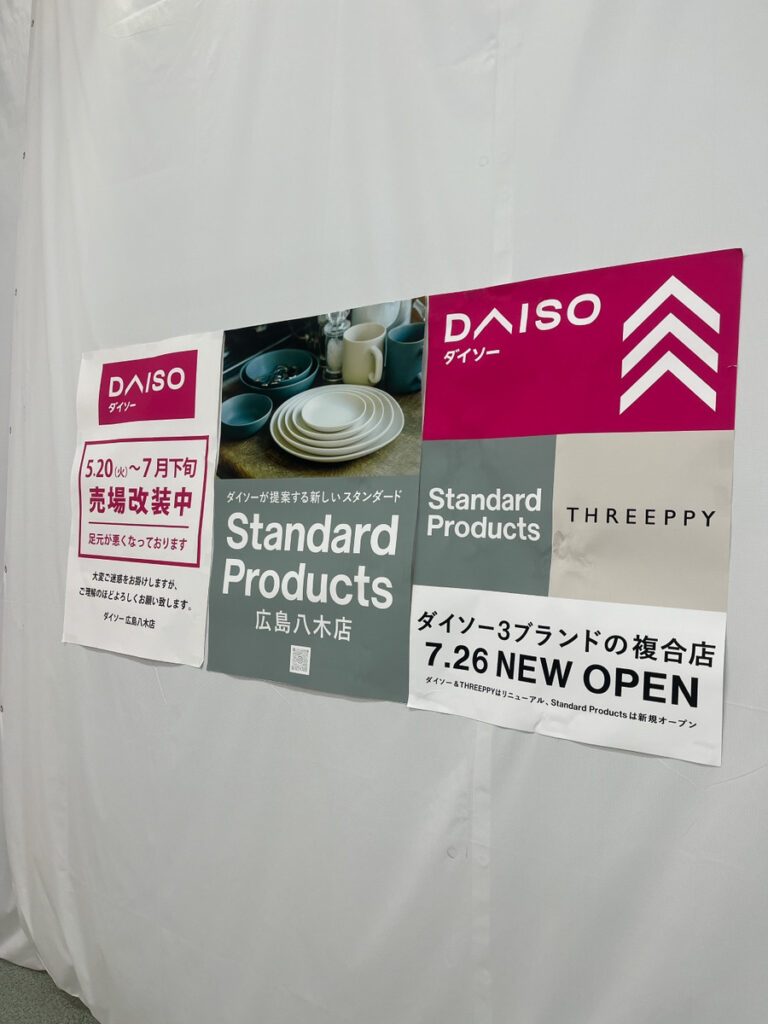 DAISO
ダイソー
5.20(火)～7月下旬
売場改装中
足元が悪くなっております
大変ご迷惑をお掛けしますが、
ご理解のほどよろしくお願い致します。
ダイソー 広島八木店
ダイソーが提案する新しいスタンダード
Standard
Products
広島八木店
DAISO
ダイソー
Standard
Products
THREEPPY
ダイソー3ブランドの複合店
7.26 NEW OPEN
ダイソー&THREEPPYはリニューアル、Standard Productsは新規オープン